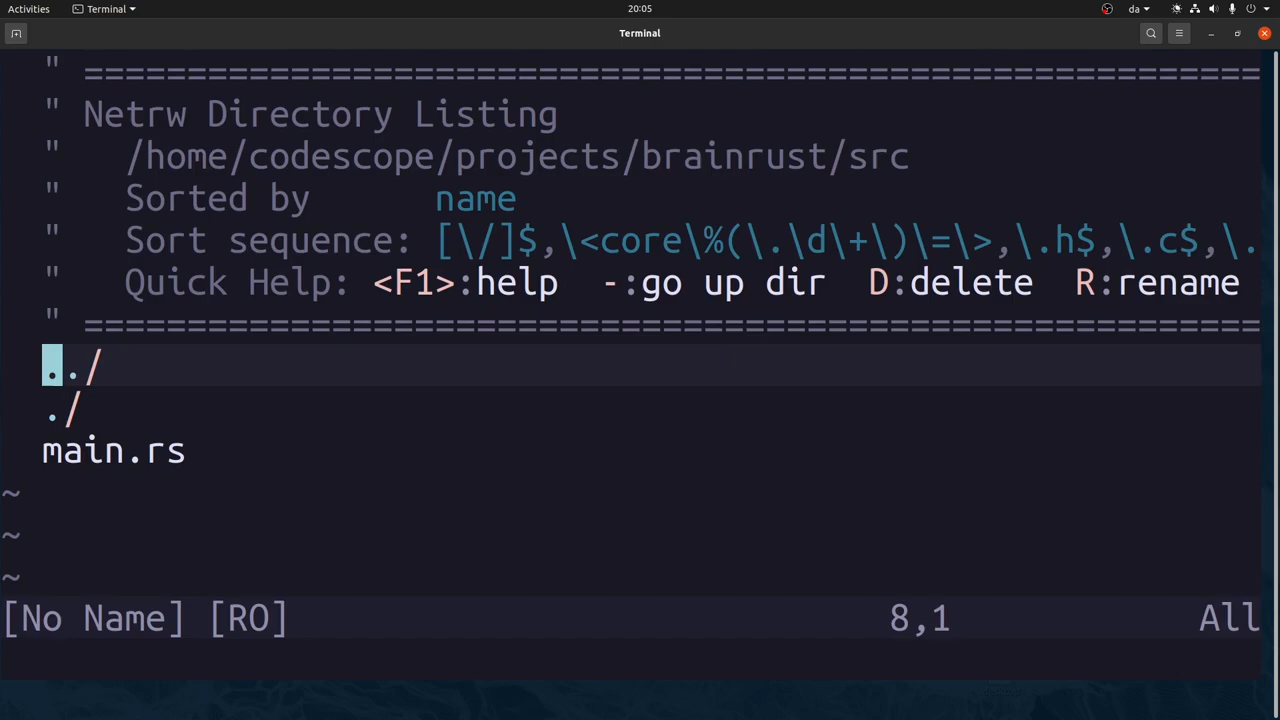 Activities Terminal 20:05 da
Terminal
" =========================================================
" Netrw Directory Listing
"   /home/codescope/projects/brainrust/src
"   Sorted by      name
"   Sort sequence: [\/]$,\<core\%(\.\d\+\)\=\>,\.h$,\.c$,\.
"   Quick Help: <F1>:help  -:go up dir  D:delete  R:rename
" =========================================================
../
./
main.rs
~
~
~
[No Name] [RO] 8,1 All